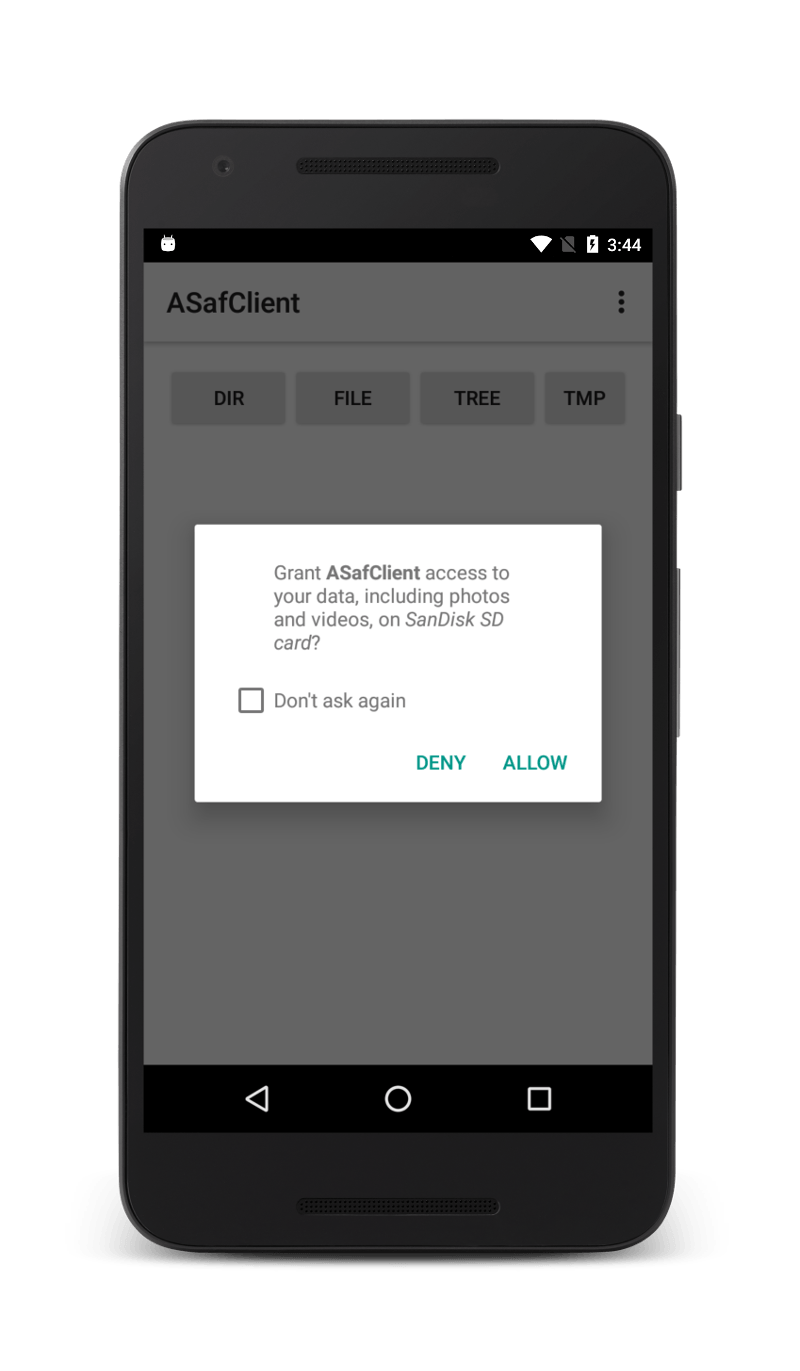 3:44
ASafClient
DIR FILE TREE TMP
Grant ASafClient access to
your data, including photos
and videos, on SanDisk SD
card?
Don't ask again
DENY ALLOW